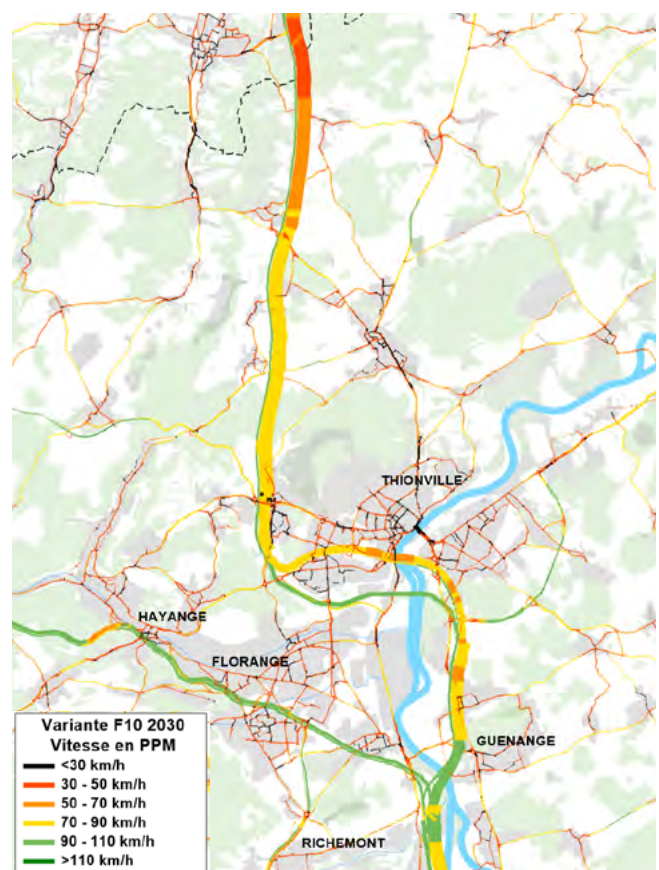 THIONVILLE
HAYANGE
FLORANGE
GUENANGE
RICHEMONT
Variante F10 2030
Vitesse en PPM
<30 km/h
30 - 50 km/h
50 - 70 km/h
70 - 90 km/h
90 - 110 km/h
>110 km/h